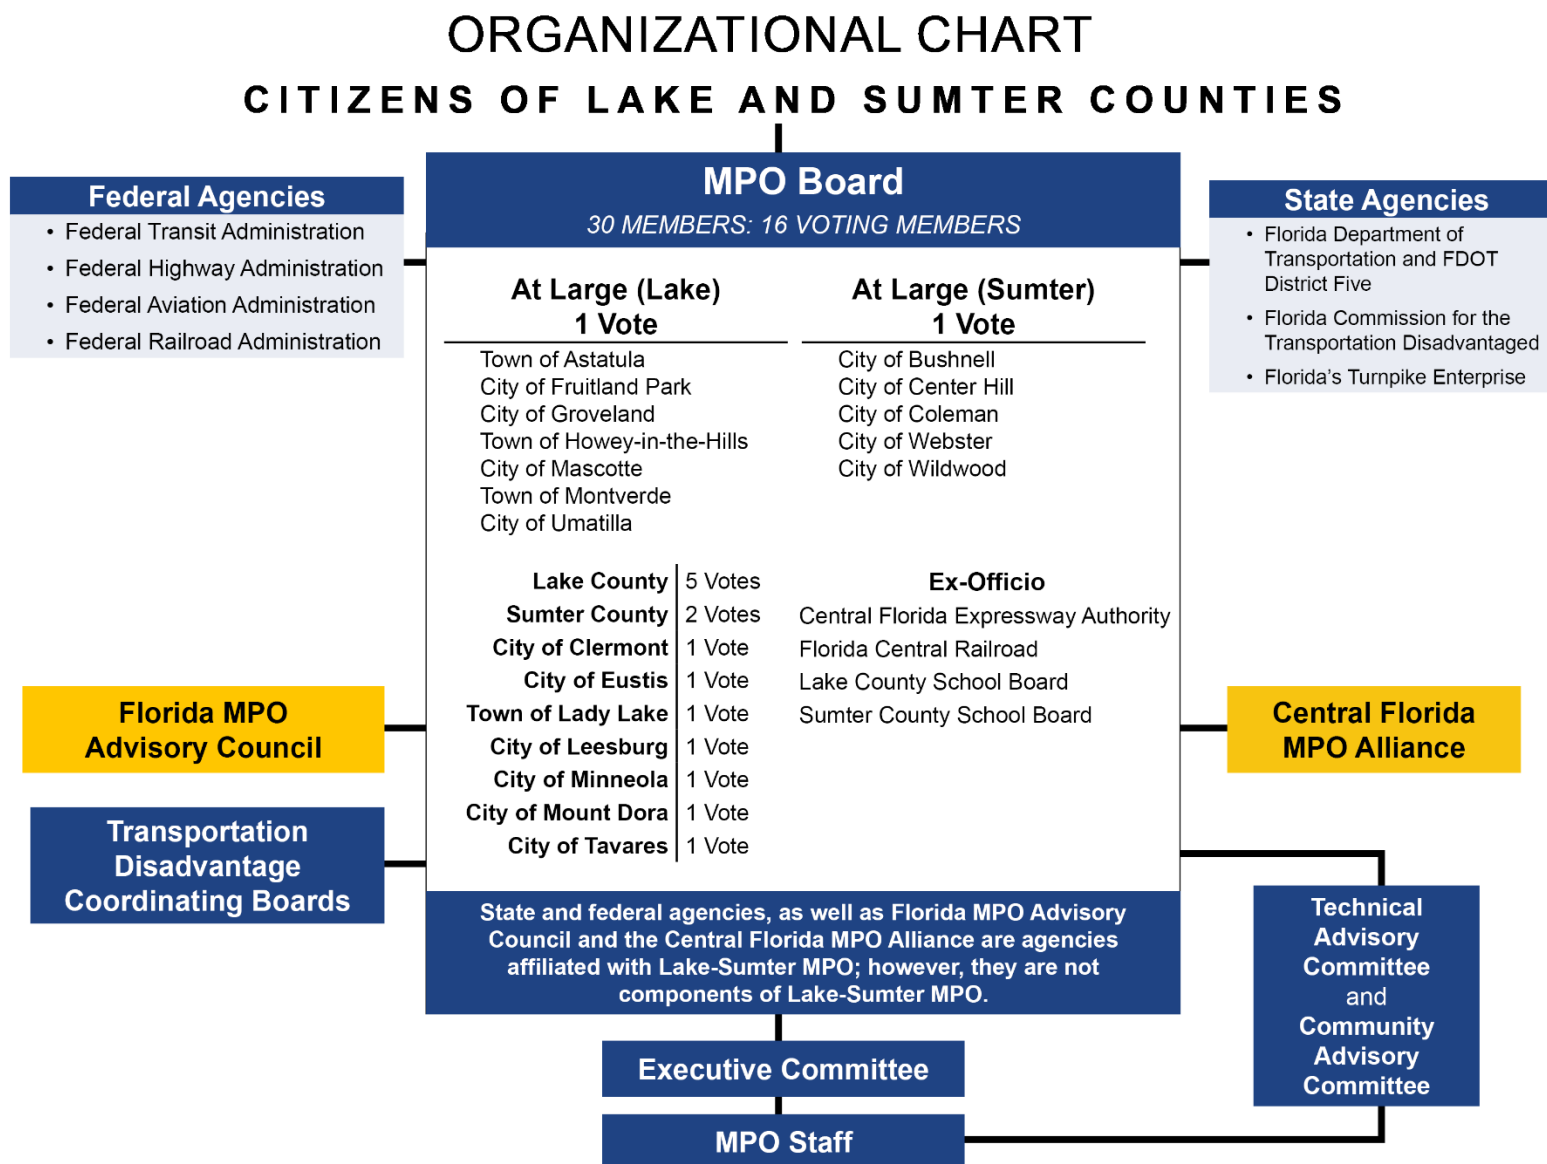 ORGANIZATIONAL CHART
CITIZENS OF LAKE AND SUMTER COUNTIES
Federal Agencies
• Federal Transit Administration
• Federal Highway Administration
• Federal Aviation Administration
• Federal Railroad Administration
MPO Board
30 MEMBERS: 16 VOTING MEMBERS
State Agencies
• Florida Department of
Transportation and FDOT
District Five
• Florida Commission for the
Transportation Disadvantaged
• Florida’s Turnpike Enterprise
At Large (Lake)
1 Vote
Town of Astatula
City of Fruitland Park
City of Groveland
Town of Howey-in-the-Hills
City of Mascotte
Town of Montverde
City of Umatilla
At Large (Sumter)
1 Vote
City of Bushnell
City of Center Hill
City of Coleman
City of Webster
City of Wildwood
Lake County 5 Votes
Sumter County 2 Votes
City of Clermont 1 Vote
City of Eustis 1 Vote
Town of Lady Lake 1 Vote
City of Leesburg 1 Vote
City of Minneola 1 Vote
City of Mount Dora 1 Vote
City of Tavares 1 Vote
Ex-Officio
Central Florida Expressway Authority
Florida Central Railroad
Lake County School Board
Sumter County School Board
Florida MPO
Advisory Council
Central Florida
MPO Alliance
Transportation
Disadvantage
Coordinating Boards
State and federal agencies, as well as Florida MPO Advisory
Council and the Central Florida MPO Alliance are agencies
affiliated with Lake-Sumter MPO; however, they are not
components of Lake-Sumter MPO.
Technical
Advisory
Committee
and
Community
Advisory
Committee
Executive Committee
MPO Staff